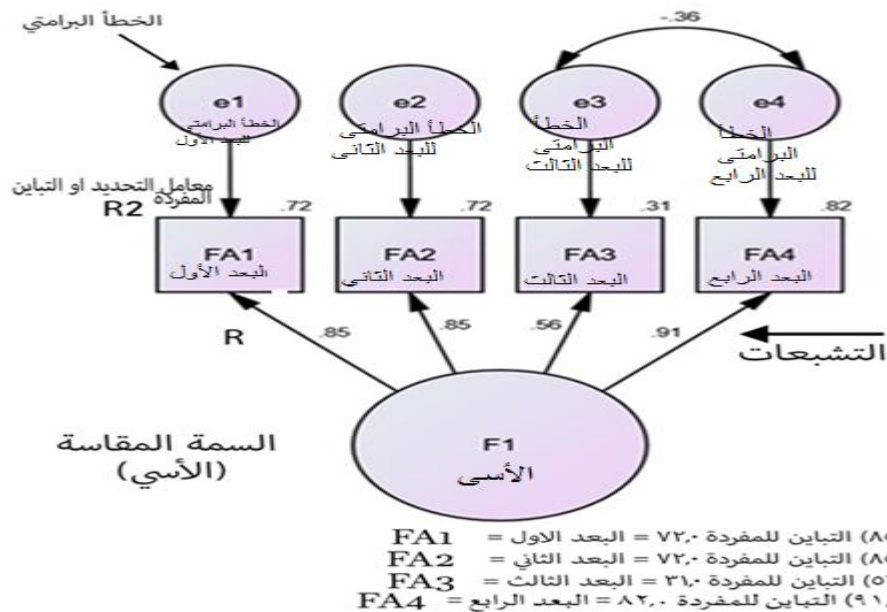 الخطأ البرامتي
-.36
e1
e2
e3
e4
الخطأ البرامتى
للبعد الأول
الخطأ البرامتى
للبعد الثانى
الخطأ
البرامتى
للبعد الثالث
الخطأ
البرامتى
للبعد الرابع
معامل التحديد او التباين
المفردة
R2
.72
.72
.31
.82
FA1
البعد الأول
FA2
البعد الثاني
FA3
البعد الثالث
FA4
البعد الرابع
R
.85
.85
.56
.91
التشبعات
F1
الأسى
السمة المقاسة
(الأسي)
FA1 = التباين للمفردة ٧٢,٠ = البعد الاول
FA2 = التباين للمفردة ٧٢,٠ = البعد الثاني
FA3 = التباين للمفردة ٣١,٠ = البعد الثالث
FA4 = التباين للمفردة ٨٢,٠ = البعد الرابع